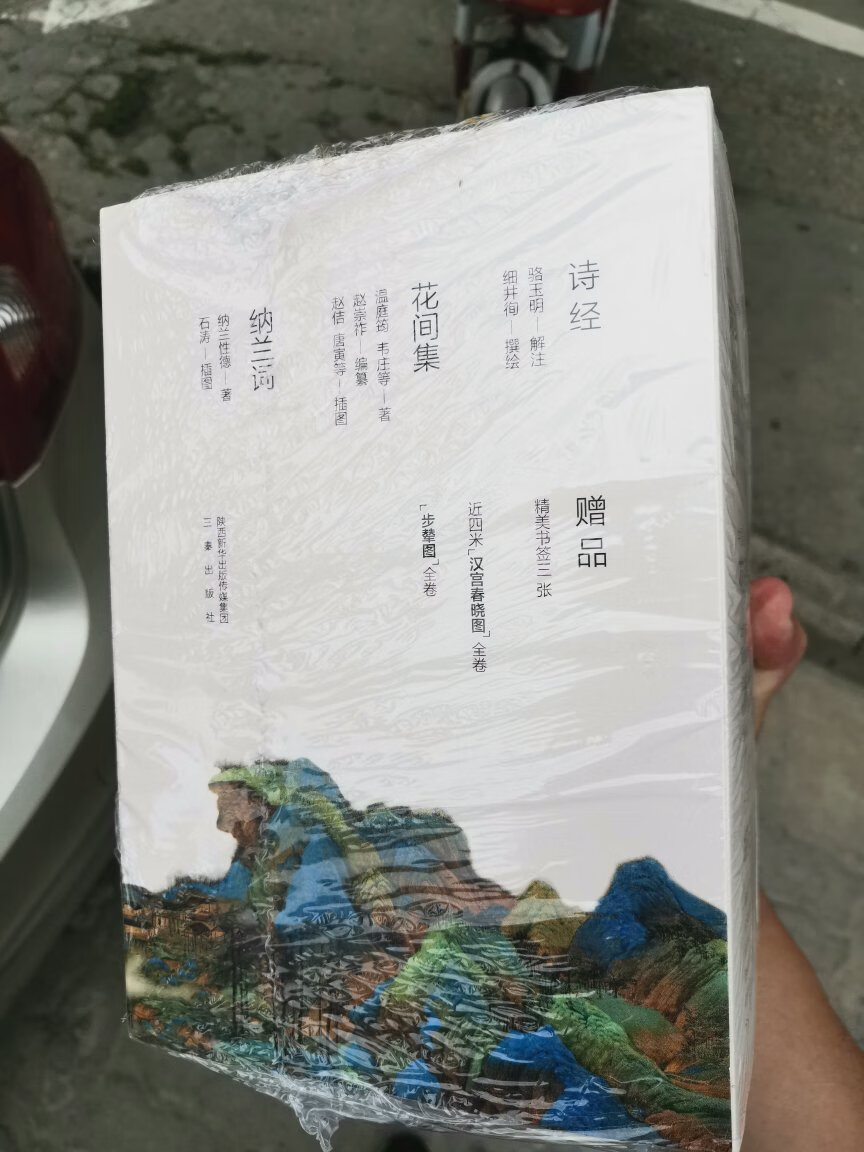 诗经
骆玉明—解注
细井徇—撰绘
花间集
温庭筠 韦庄等—著
赵崇祚—编纂
赵佶 唐寅等—插图
纳兰词
纳兰性德—著
石涛—插图
赠品
精美书签三张
近四米「汉宫春晓图」全卷
「步辇图」全卷
陕西新华出版传媒集团
三秦出版社